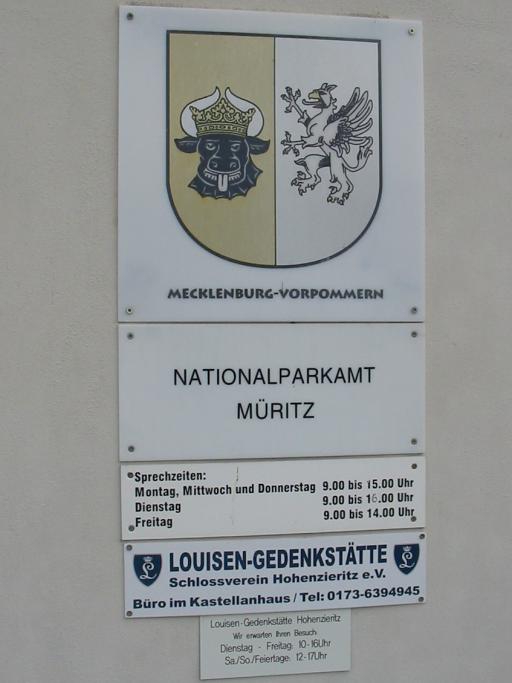 MECKLENBURG-VORPOMMERN
NATIONALPARKAMT
MÜRITZ
Sprechzeiten:
Montag, Mittwoch und Donnerstag 9.00 bis 15.00 Uhr
Dienstag 9.00 bis 16.00 Uhr
Freitag 9.00 bis 14.00 Uhr
LOUISEN-GEDENKSTÄTTE
Schlossverein Hohenzieritz e.V.
Büro im Kastellanhaus / Tel: 0173-6394945
Louisen-Gedenkstätte Hohenzieritz
Wir erwarten Ihren Besuch:
Dienstag - Freitag: 10-16Uhr
Sa./So./Feiertage: 12-17Uhr